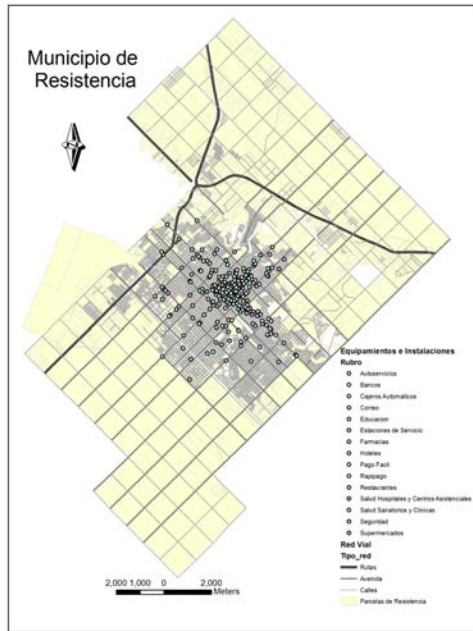 Municipio de
Resistencia
Equipamientos e Instalaciones
Rubro
Autoservicios
Bancos
Cajeros Automaticos
Correo
Educacion
Estaciones de Servicio
Farmacias
Hoteles
Pago Facil
Rapipago
Restaurantes
Salud Hospitales y Centros Asistenciales
Salud Sanatorios y Clinicas
Seguridad
Supermercados
Red Vial
Tipo_red
Rutas
Avenida
Calles
Parcelas de Resistencia
2,000 1,000 0 2,000
Meters